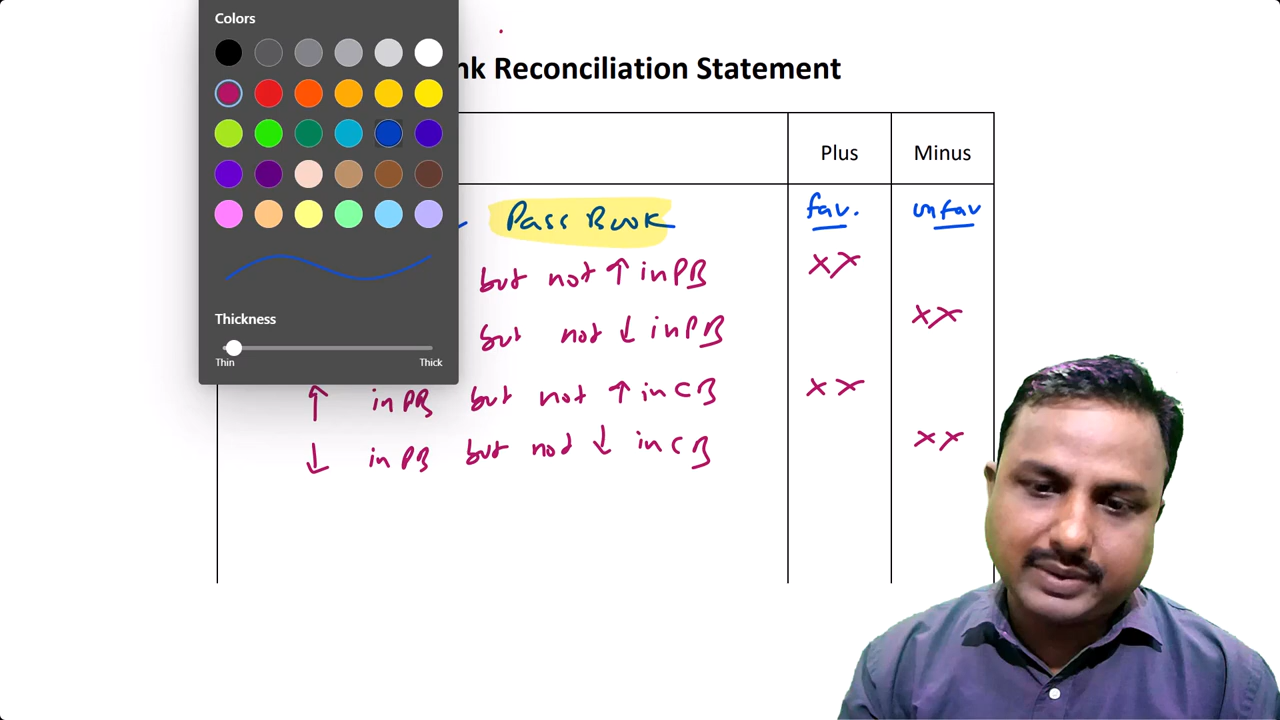 Colors
nk Reconciliation Statement
Plus Minus
Pass Book fav. unfav
but not ↑ in PB xx
but not ↓ in PB xx
Thickness
Thin Thick
↑ in PB but not ↑ in CB xx
↓ in PB but not ↓ in CB xx